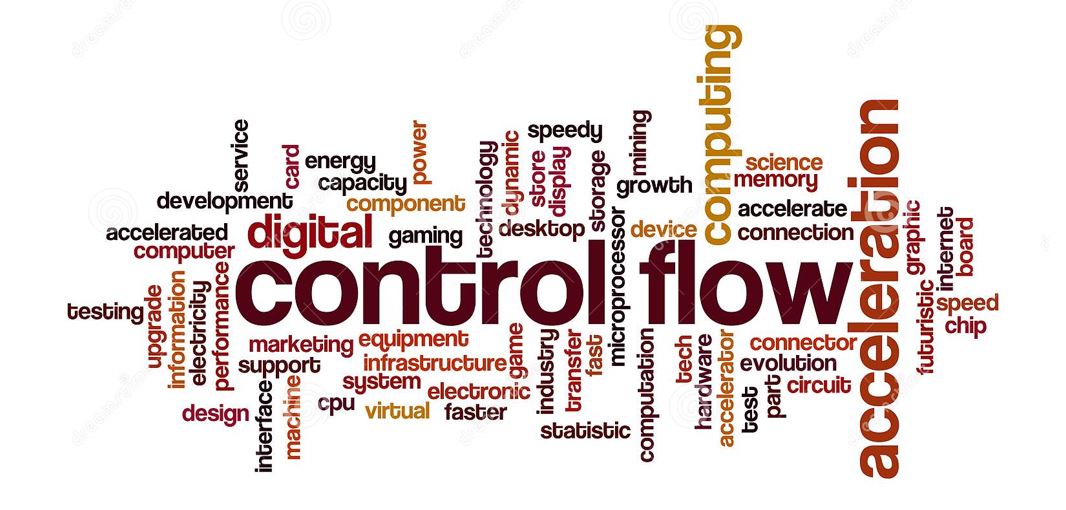 computing
acceleration
service
card
energy
power
capacity
development
component
accelerated
computer
digital
gaming
technology
dynamic
speedy
store
display
storage
mining
growth
desktop
microprocessor
device
science
memory
accelerate
connection
graphic
internet
board
control flow
testing
upgrade
information
electricity
performance
marketing
equipment
support
infrastructure
game
system
electronic
design
interface
machine
cpu
virtual
faster
industry
transfer
fast
statistic
computation
tech
hardware
accelerator
connector
evolution
test
part
circuit
futuristic
speed
chip